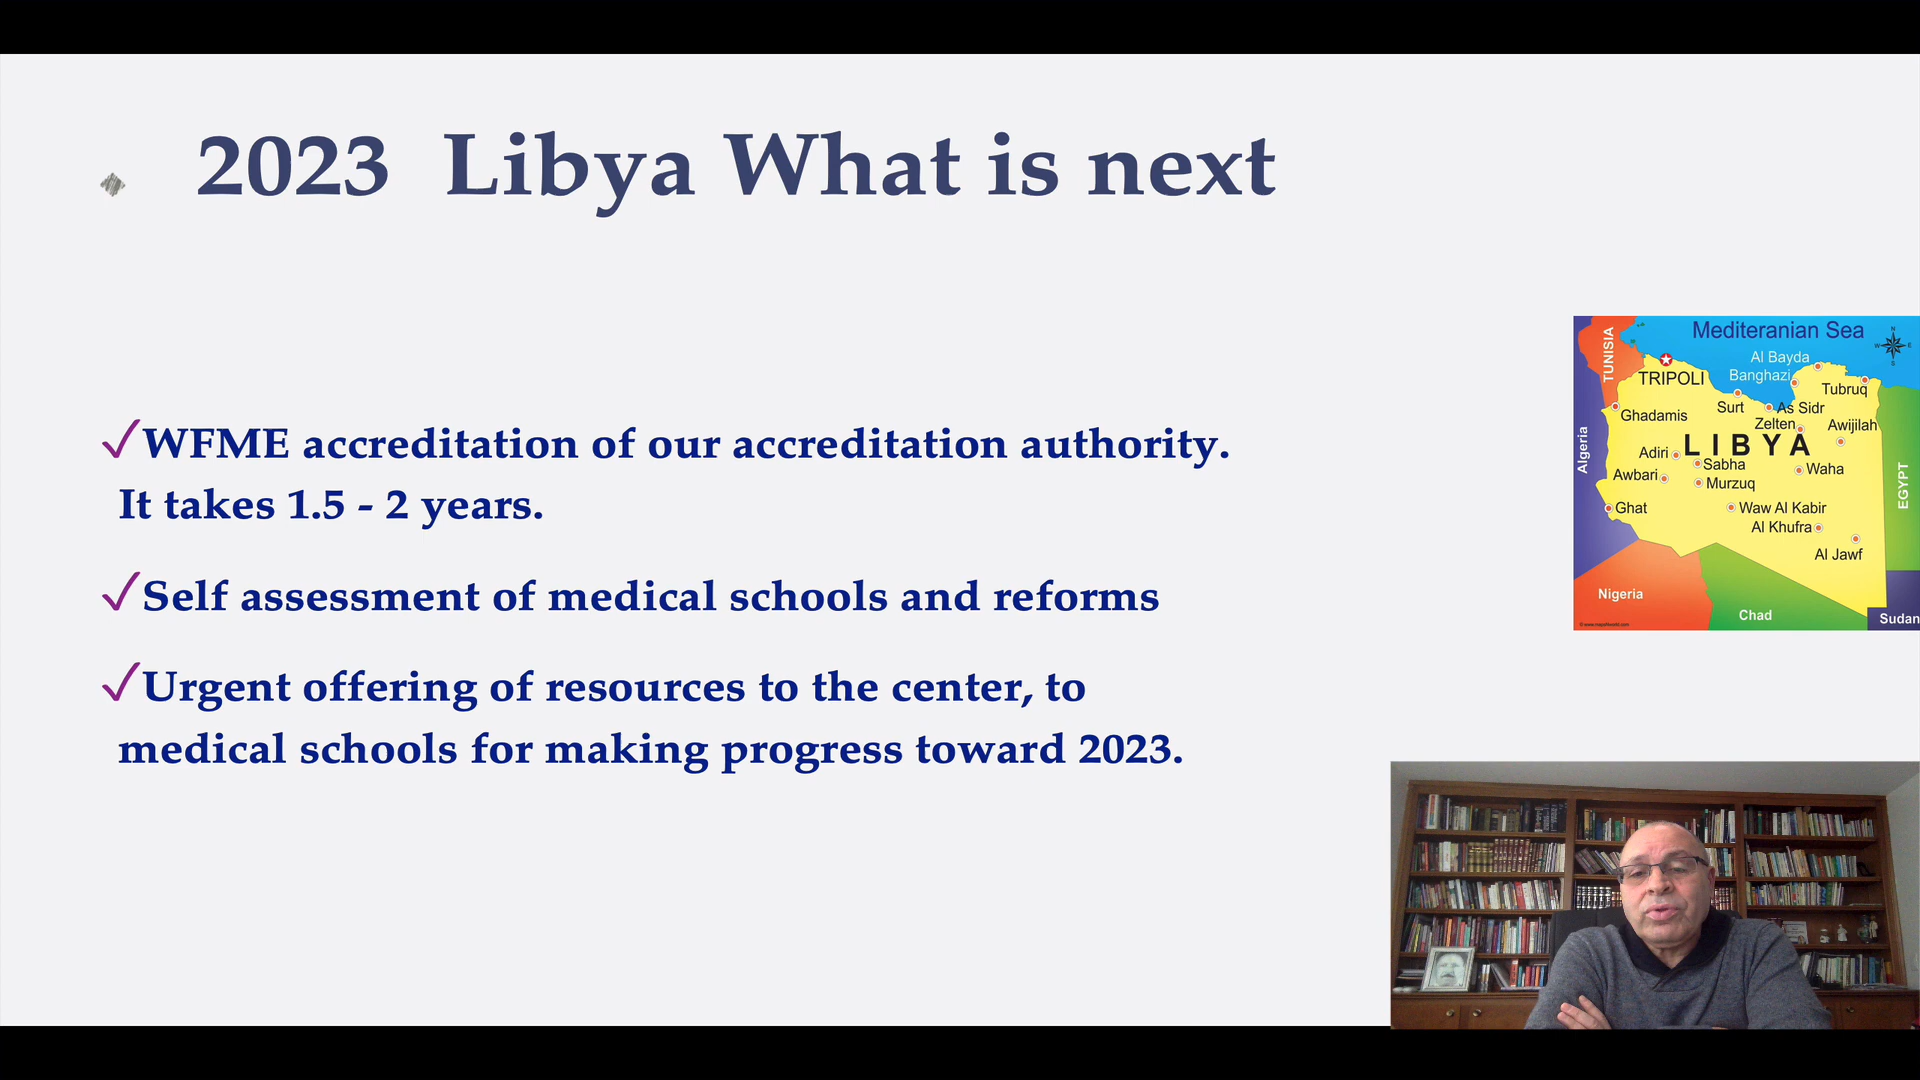 2023 Libya What is next
✓WFME accreditation of our accreditation authority.
It takes 1.5 - 2 years.
✓Self assessment of medical schools and reforms
✓Urgent offering of resources to the center, to
medical schools for making progress toward 2023.
Mediteranian Sea
N
W
E
S
TUNISIA
Al Bayda
Banghazi
TRIPOLI
Tubruq
Surt
As Sidr
Ghadamis
Zelten
Awijilah
Algeria
LIBYA
Adiri
Sabha
Waha
Awbari
Murzuq
EGYPT
Ghat
Waw Al Kabir
Al Khufra
Al Jawf
Nigeria
Chad
Sudan